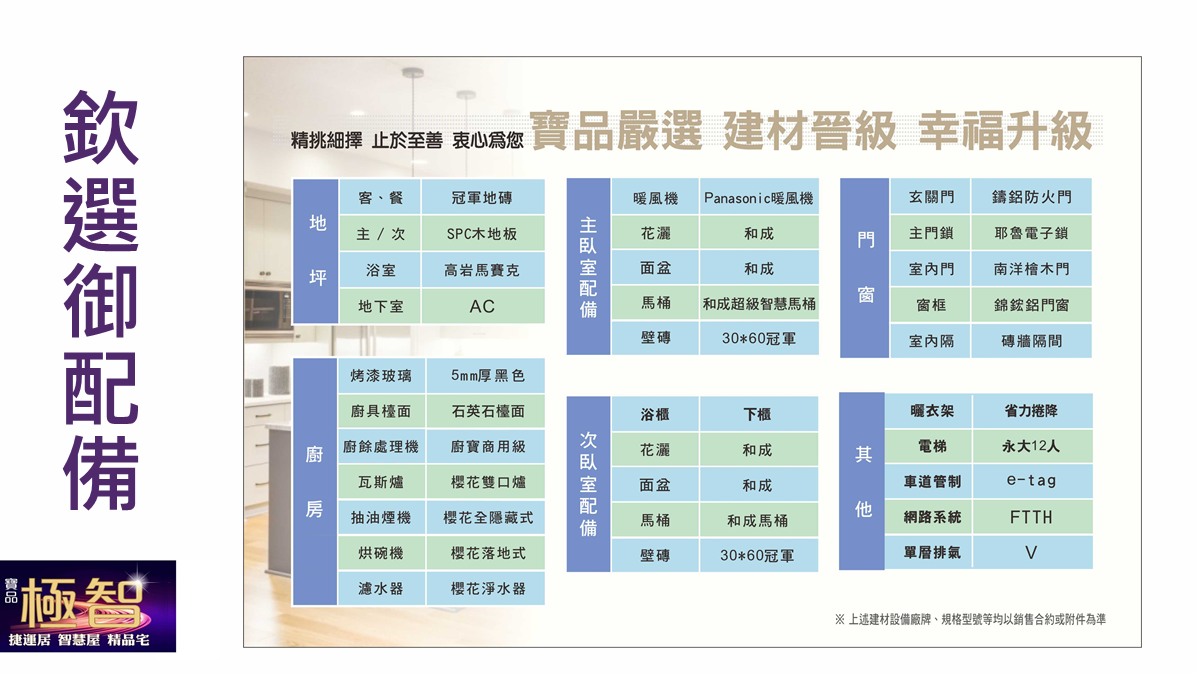 欽選御配備
精挑細擇 止於至善 衷心為您 寶品嚴選 建材晉級 幸福升級
地坪
客、餐 冠軍地磚
主 / 次 SPC木地板
浴室 高岩馬賽克
地下室 AC
廚房
烤漆玻璃 5mm厚黑色
廚具檯面 石英石檯面
廚餘處理機 廚寶商用級
瓦斯爐 櫻花雙口爐
抽油煙機 櫻花全隱藏式
烘碗機 櫻花落地式
濾水器 櫻花淨水器
主臥室配備
暖風機 Panasonic暖風機
花灑 和成
面盆 和成
馬桶 和成超級智慧馬桶
壁磚 30*60冠軍
次臥室配備
浴櫃 下櫃
花灑 和成
面盆 和成
馬桶 和成馬桶
壁磚 30*60冠軍
門窗
玄關門 鑄鋁防火門
主門鎖 耶魯電子鎖
室內門 南洋檜木門
窗框 錦鋐鋁門窗
室內隔 磚牆隔間
其他
曬衣架 省力捲降
電梯 永大12人
車道管制 e-tag
網路系統 FTTH
單層排氣 V
※ 上述建材設備廠牌、規格型號等均以銷售合約或附件為準
寶品
極智
捷運居 智慧屋 精品宅